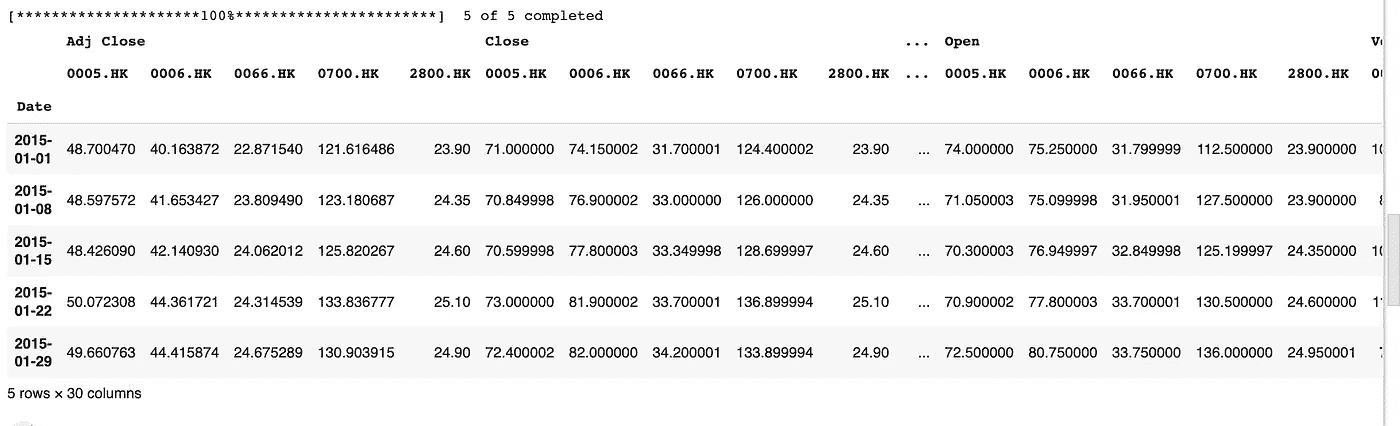 [*********************100%***********************] 5 of 5 completed
Adj Close Close ... Open
0005.HK 0006.HK 0066.HK 0700.HK 2800.HK 0005.HK 0006.HK 0066.HK 0700.HK 2800.HK ... 0005.HK 0006.HK 0066.HK 0700.HK 2800.HK
Date
2015-
01-01 48.700470 40.163872 22.871540 121.616486 23.90 71.000000 74.150002 31.700001 124.400002 23.90 ... 74.000000 75.250000 31.799999 112.500000 23.900000
2015-
01-08 48.597572 41.653427 23.809490 123.180687 24.35 70.849998 76.900002 33.000000 126.000000 24.35 ... 71.050003 75.099998 31.950001 127.500000 23.900000
2015-
01-15 48.426090 42.140930 24.062012 125.820267 24.60 70.599998 77.800003 33.349998 128.699997 24.60 ... 70.300003 76.949997 32.849998 125.199997 24.350000
2015-
01-22 50.072308 44.361721 24.314539 133.836777 25.10 73.000000 81.900002 33.700001 136.899994 25.10 ... 70.900002 77.800003 33.700001 130.500000 24.600000
2015-
01-29 49.660763 44.415874 24.675289 130.903915 24.90 72.400002 82.000000 34.200001 133.899994 24.90 ... 72.500000 80.750000 33.750000 136.000000 24.950001
5 rows × 30 columns